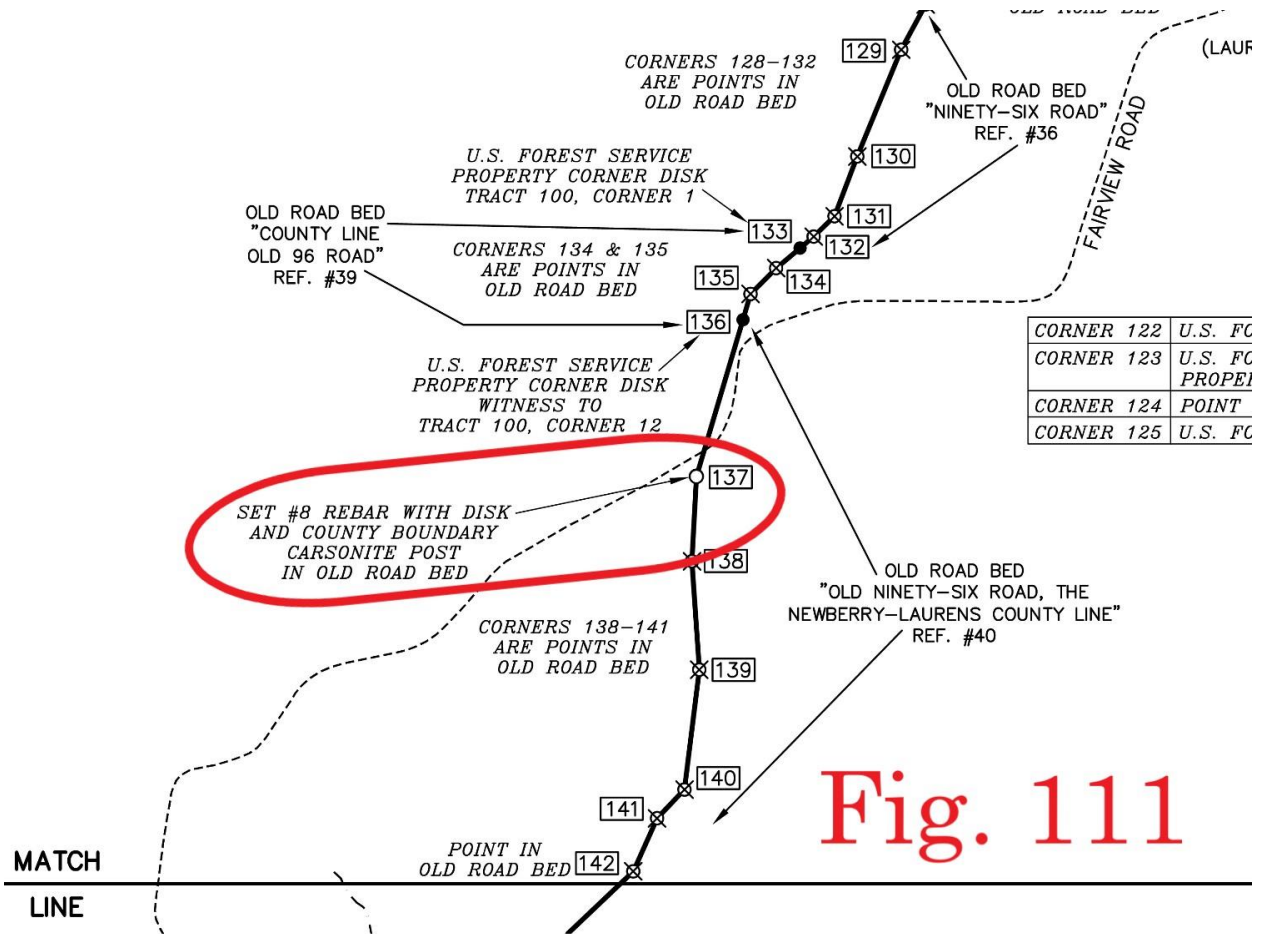 OLD ROAD BED
(LAUR
129
CORNERS 128-132
ARE POINTS IN
OLD ROAD BED
OLD ROAD BED
"NINETY-SIX ROAD"
REF. #36
FAIRVIEW ROAD
130
U.S. FOREST SERVICE
PROPERTY CORNER DISK
TRACT 100, CORNER 1
131
133
132
OLD ROAD BED
"COUNTY LINE
OLD 96 ROAD"
REF. #39
CORNERS 134 & 135
ARE POINTS IN
OLD ROAD BED
135
134
136
CORNER 122 U.S. FO
CORNER 123 U.S. FO
PROPER
CORNER 124 POINT
CORNER 125 U.S. FO
U.S. FOREST SERVICE
PROPERTY CORNER DISK
WITNESS TO
TRACT 100, CORNER 12
137
SET #8 REBAR WITH DISK
AND COUNTY BOUNDARY
CARSONITE POST
IN OLD ROAD BED
138
OLD ROAD BED
"OLD NINETY-SIX ROAD, THE
NEWBERRY-LAURENS COUNTY LINE"
REF. #40
CORNERS 138-141
ARE POINTS IN
OLD ROAD BED
139
140
141
Fig. 111
POINT IN
OLD ROAD BED
142
MATCH
LINE